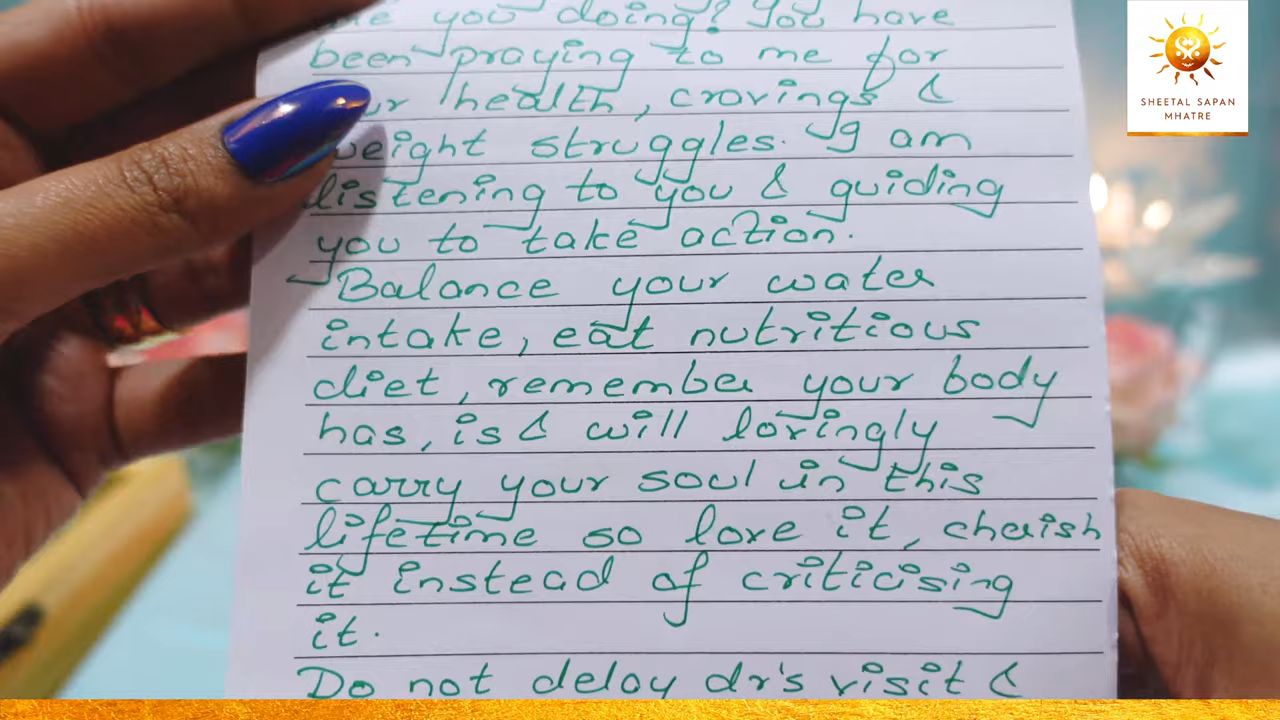 you doing? You have
been praying to me for
health, cravings &
weight struggles. I am
listening to you & guiding
you to take action.
Balance your water
intake, eat nutritious
diet, remember your body
has, is & will lovingly
carry your soul in this
lifetime so love it, cherish
it instead of criticising
it.
Do not delay dr's visit &
SHEETAL SAPAN
MHATRE